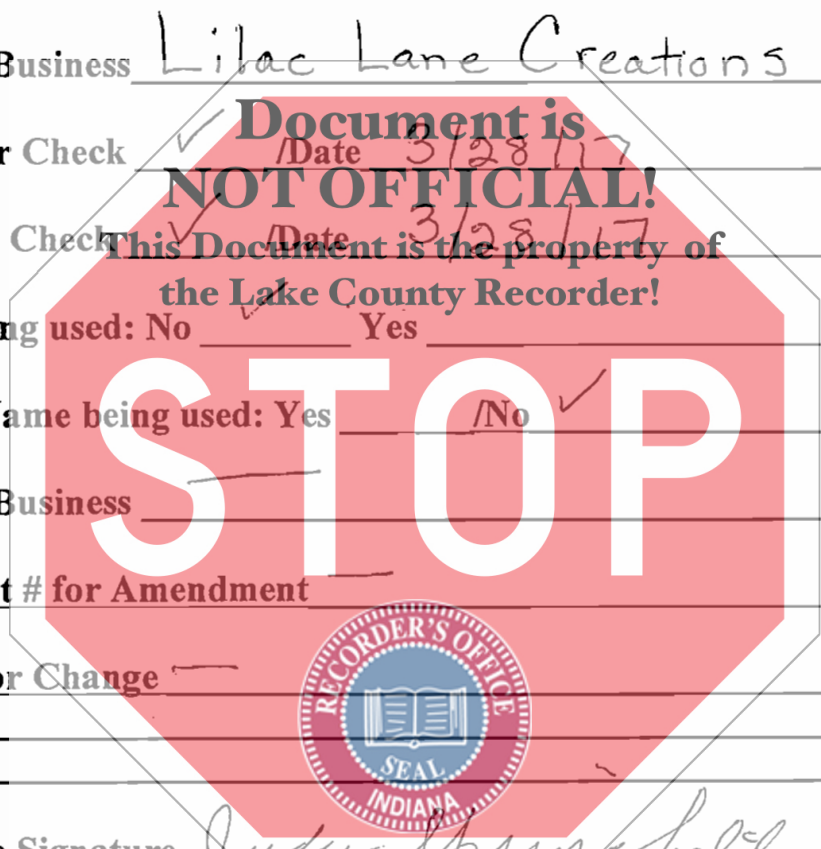 Business Lilac Lane Creations
Document is
r Check ✓ /Date 3/28/17
NOT OFFICIAL!
Check ✓ /Date 3/28/17
This Document is the property of
the Lake County Recorder!
ng used: No ✓ Yes
ame being used: Yes /No ✓
STOP
Business —
t # for Amendment —
RECORDER'S OFFICE
or Change —
SEAL
INDIANA
Signature